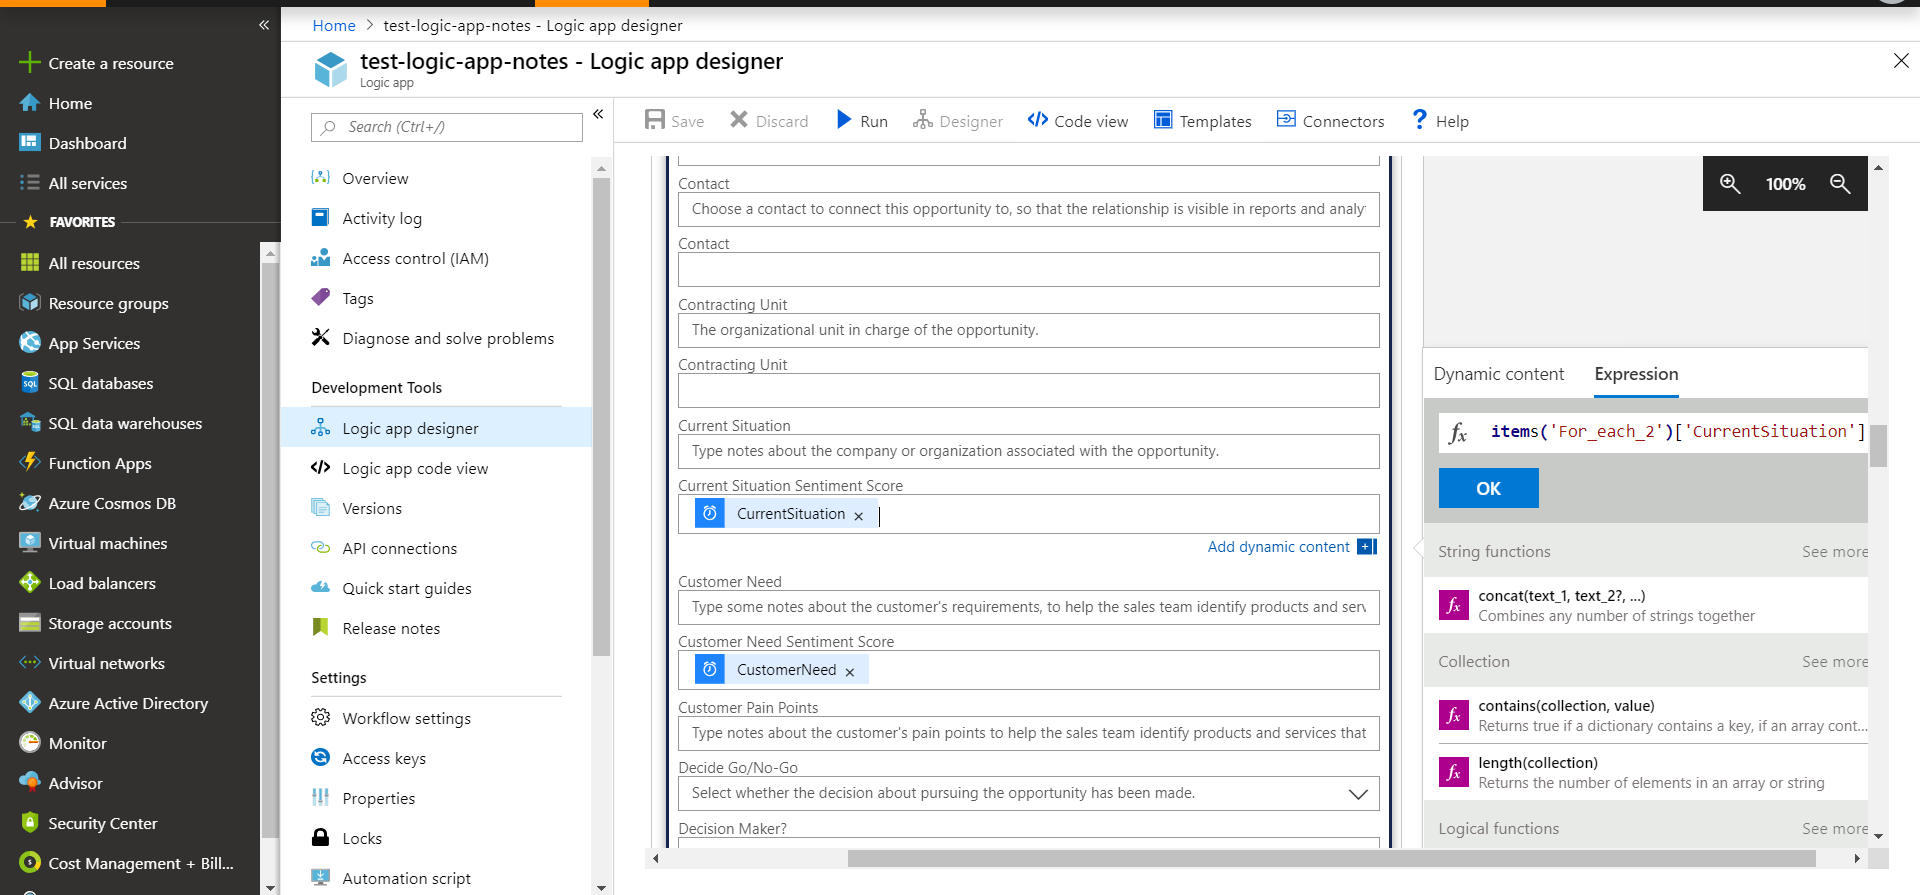 Home > test-logic-app-notes - Logic app designer
test-logic-app-notes - Logic app designer
Logic app
Create a resource
Home
Dashboard
All services
FAVORITES
All resources
Resource groups
App Services
SQL databases
SQL data warehouses
Function Apps
Azure Cosmos DB
Virtual machines
Load balancers
Storage accounts
Virtual networks
Azure Active Directory
Monitor
Advisor
Security Center
Cost Management + Bill...
Search (Ctrl+/)
Overview
Activity log
Access control (IAM)
Tags
Diagnose and solve problems
Development Tools
Logic app designer
Logic app code view
Versions
API connections
Quick start guides
Release notes
Settings
Workflow settings
Access keys
Properties
Locks
Automation script
Save Discard Run Designer Code view Templates Connectors Help
Contact
Choose a contact to connect this opportunity to, so that the relationship is visible in reports and analy
Contact
Contracting Unit
The organizational unit in charge of the opportunity.
Contracting Unit
Current Situation
Type notes about the company or organization associated with the opportunity.
Current Situation Sentiment Score
CurrentSituation ×
Add dynamic content
Customer Need
Type some notes about the customer's requirements, to help the sales team identify products and serv
Customer Need Sentiment Score
CustomerNeed ×
Customer Pain Points
Type notes about the customer's pain points to help the sales team identify products and services that
Decide Go/No-Go
Select whether the decision about pursuing the opportunity has been made.
Decision Maker?
100%
Dynamic content Expression
fx items('For_each_2')['CurrentSituation']
OK
String functions See more
fx concat(text_1, text_2?, ...)
Combines any number of strings together
Collection See more
fx contains(collection, value)
Returns true if a dictionary contains a key, if an array cont...
fx length(collection)
Returns the number of elements in an array or string
Logical functions See more